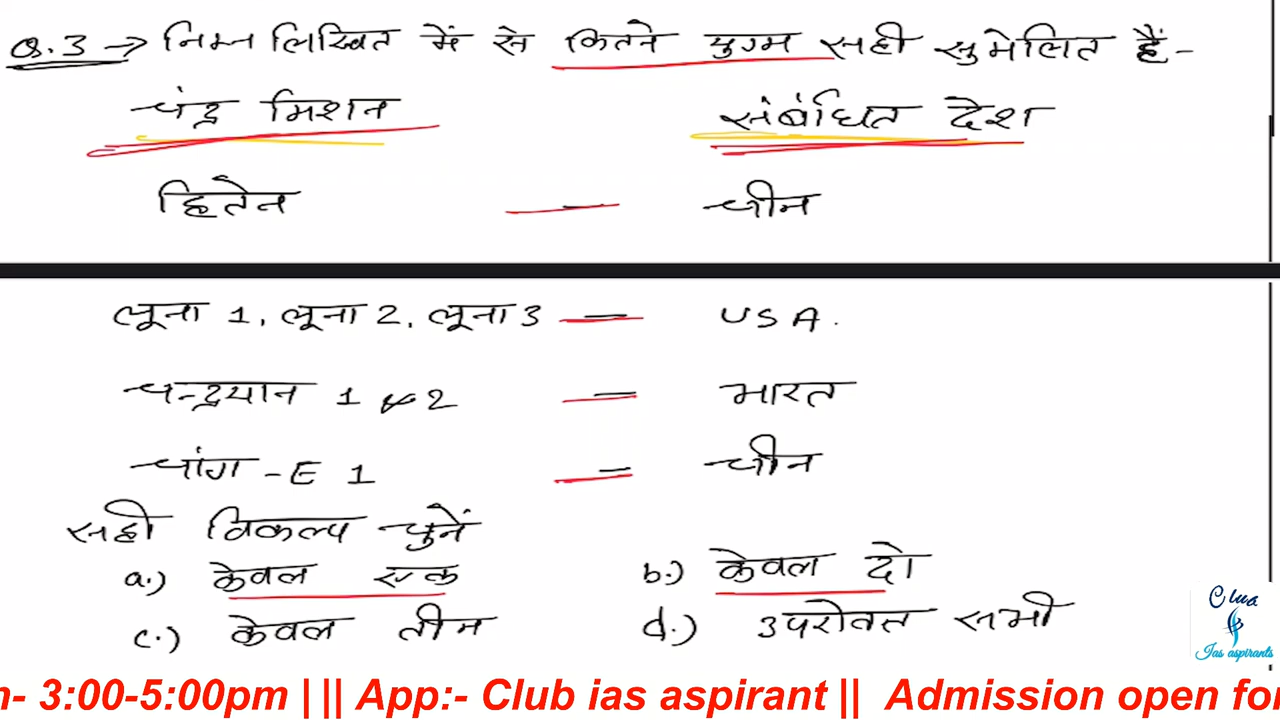 Q.3 → निम्न लिखित में से कितने युग्म सही सुमेलित हैं-
चंद्र मिशन संबंधित देश
हितेन — चीन
लूना 1, लूना 2, लूना 3 — USA.
चन्द्रयान 1 & 2 — भारत
चांग - E 1 — चीन
सही विकल्प चुनें
a.) केवल एक b.) केवल दो
c.) केवल तीन d.) उपरोक्त सभी
Club
Ias aspirants
n- 3:00-5:00pm | || App:- Club ias aspirant || Admission open for